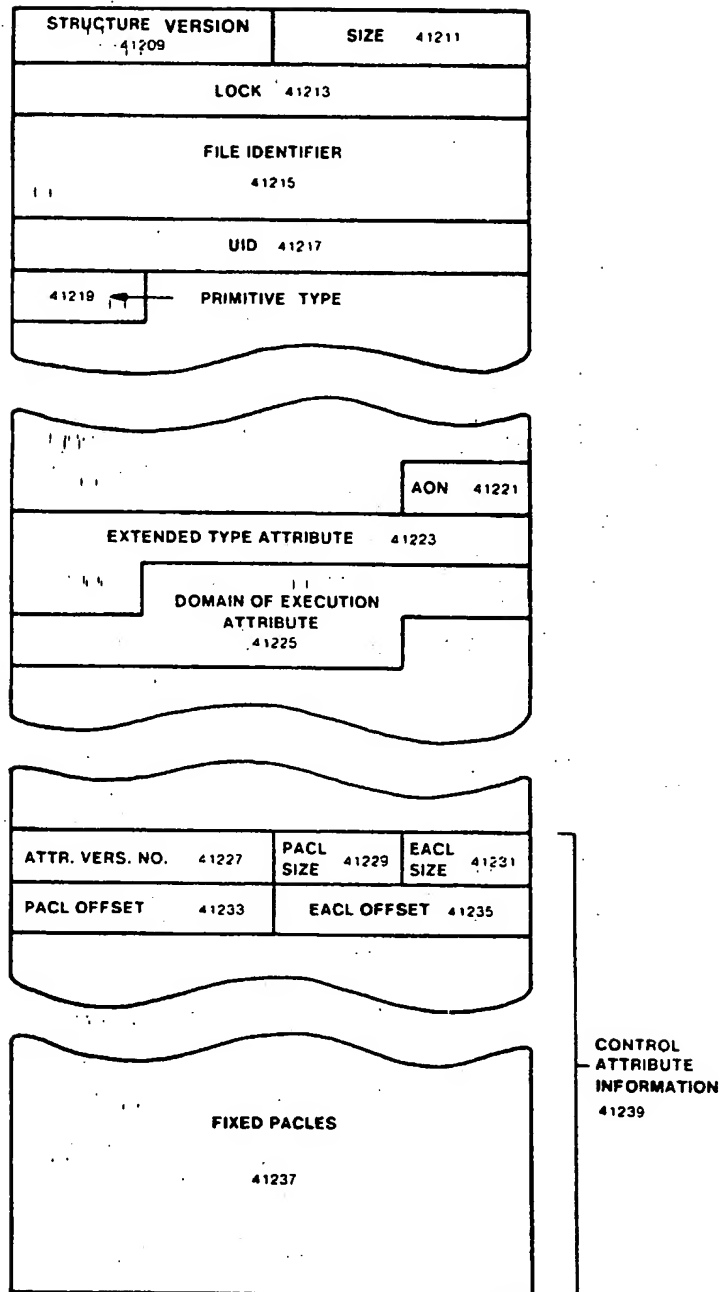 STRUCTURE VERSION
41209
SIZE 41211
LOCK 41213
FILE IDENTIFIER
41215
UID 41217
41219 PRIMITIVE TYPE
AON 41221
EXTENDED TYPE ATTRIBUTE 41223
DOMAIN OF EXECUTION
ATTRIBUTE
41225
ATTR. VERS. NO. 41227
PACL
SIZE 41229
EACL
SIZE 41231
PACL OFFSET 41233
EACL OFFSET 41235
CONTROL
ATTRIBUTE
INFORMATION
41239
FIXED PACLES
41237